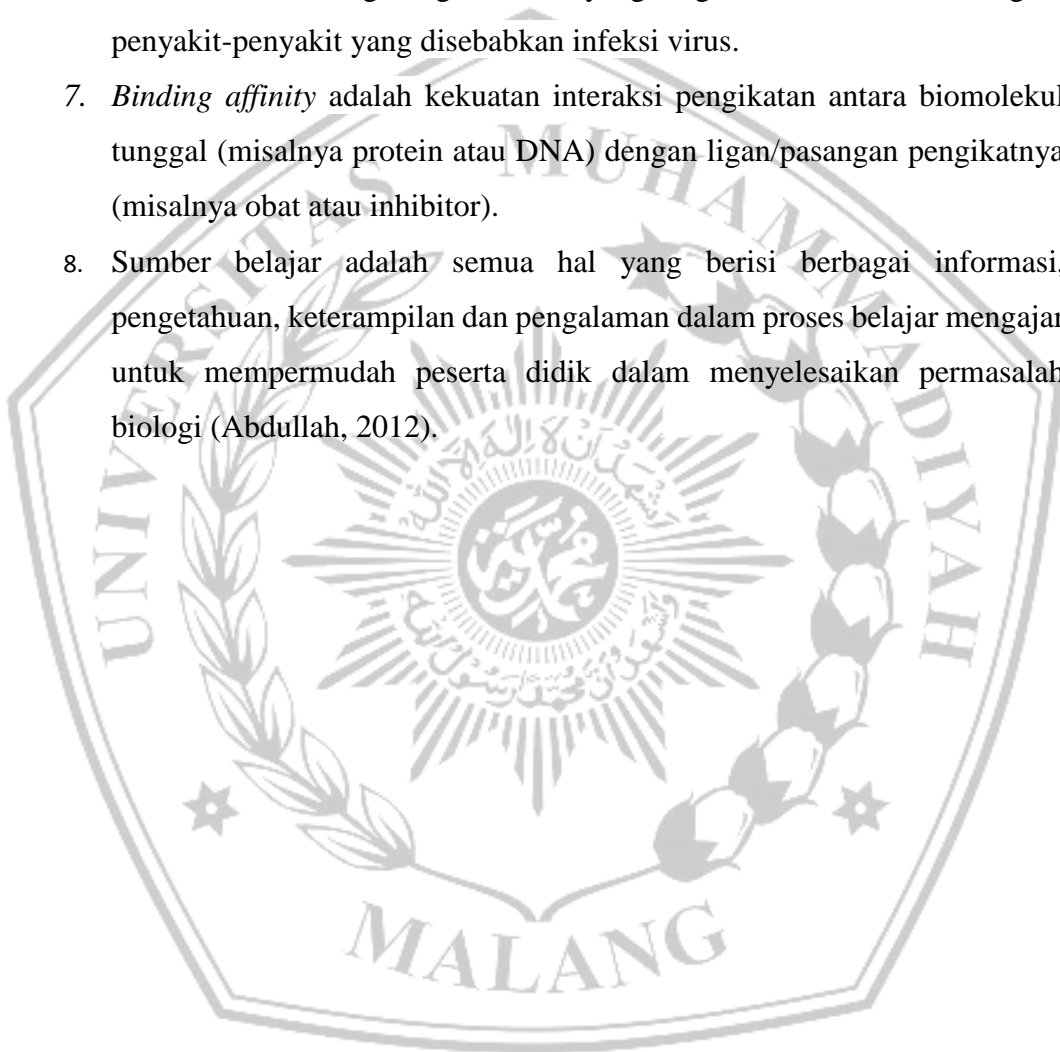 penyakit-penyakit yang disebabkan infeksi virus.
7. Binding affinity adalah kekuatan interaksi pengikatan antara biomolekul
tunggal (misalnya protein atau DNA) dengan ligan/pasangan pengikatnya
(misalnya obat atau inhibitor).
8. Sumber belajar adalah semua hal yang berisi berbagai informasi,
pengetahuan, keterampilan dan pengalaman dalam proses belajar mengajar
untuk mempermudah peserta didik dalam menyelesaikan permasalah
biologi (Abdullah, 2012).
UNIVERSITAS MUHAMMADIYAH
MALANG